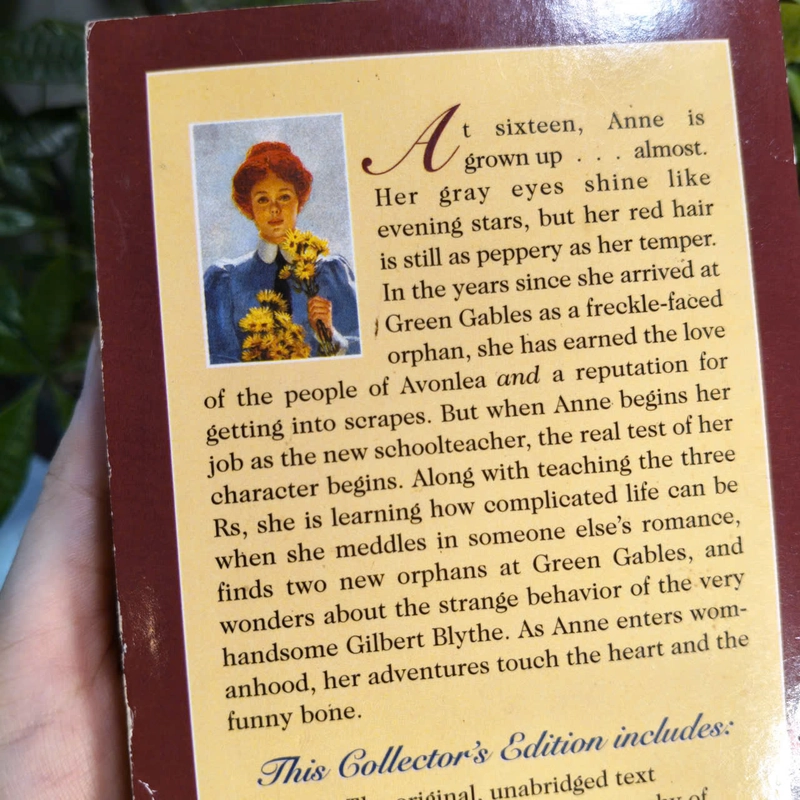 At sixteen, Anne is
grown up . . . almost.
Her gray eyes shine like
evening stars, but her red hair
is still as peppery as her temper.
In the years since she arrived at
Green Gables as a freckle-faced
orphan, she has earned the love
of the people of Avonlea and a reputation for
getting into scrapes. But when Anne begins her
job as the new schoolteacher, the real test of her
character begins. Along with teaching the three
Rs, she is learning how complicated life can be
when she meddles in someone else's romance,
finds two new orphans at Green Gables, and
wonders about the strange behavior of the very
handsome Gilbert Blythe. As Anne enters wom-
anhood, her adventures touch the heart and the
funny bone.
This Collector's Edition includes:
The original, unabridged text
of